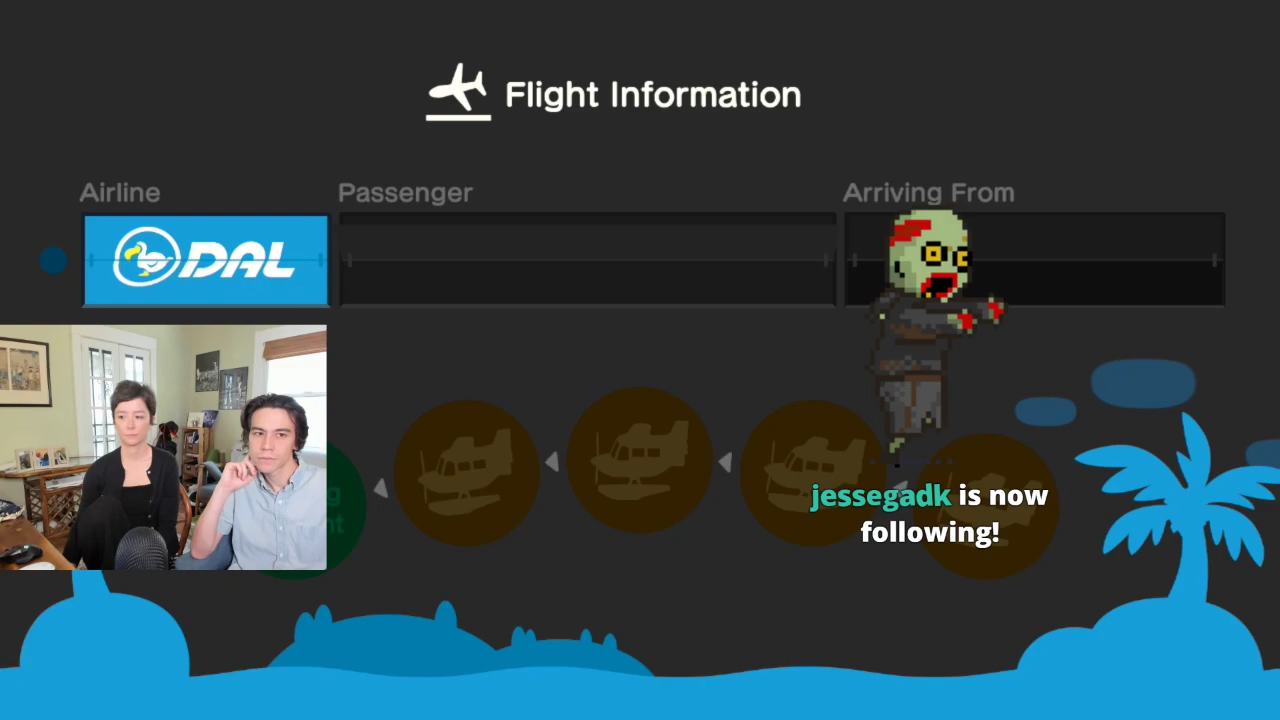 Flight Information
Airline
Passenger
Arriving From
DAL
jessegadk is now
following!